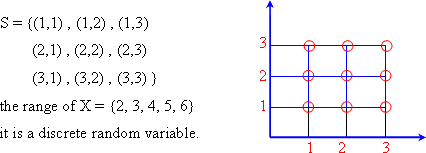 S = {(1,1) , (1,2) , (1,3)
(2,1) , (2,2) , (2,3)
(3,1) , (3,2) , (3,3) }
the range of X = {2, 3, 4, 5, 6}
it is a discrete random variable.
3
2
1
1 2 3